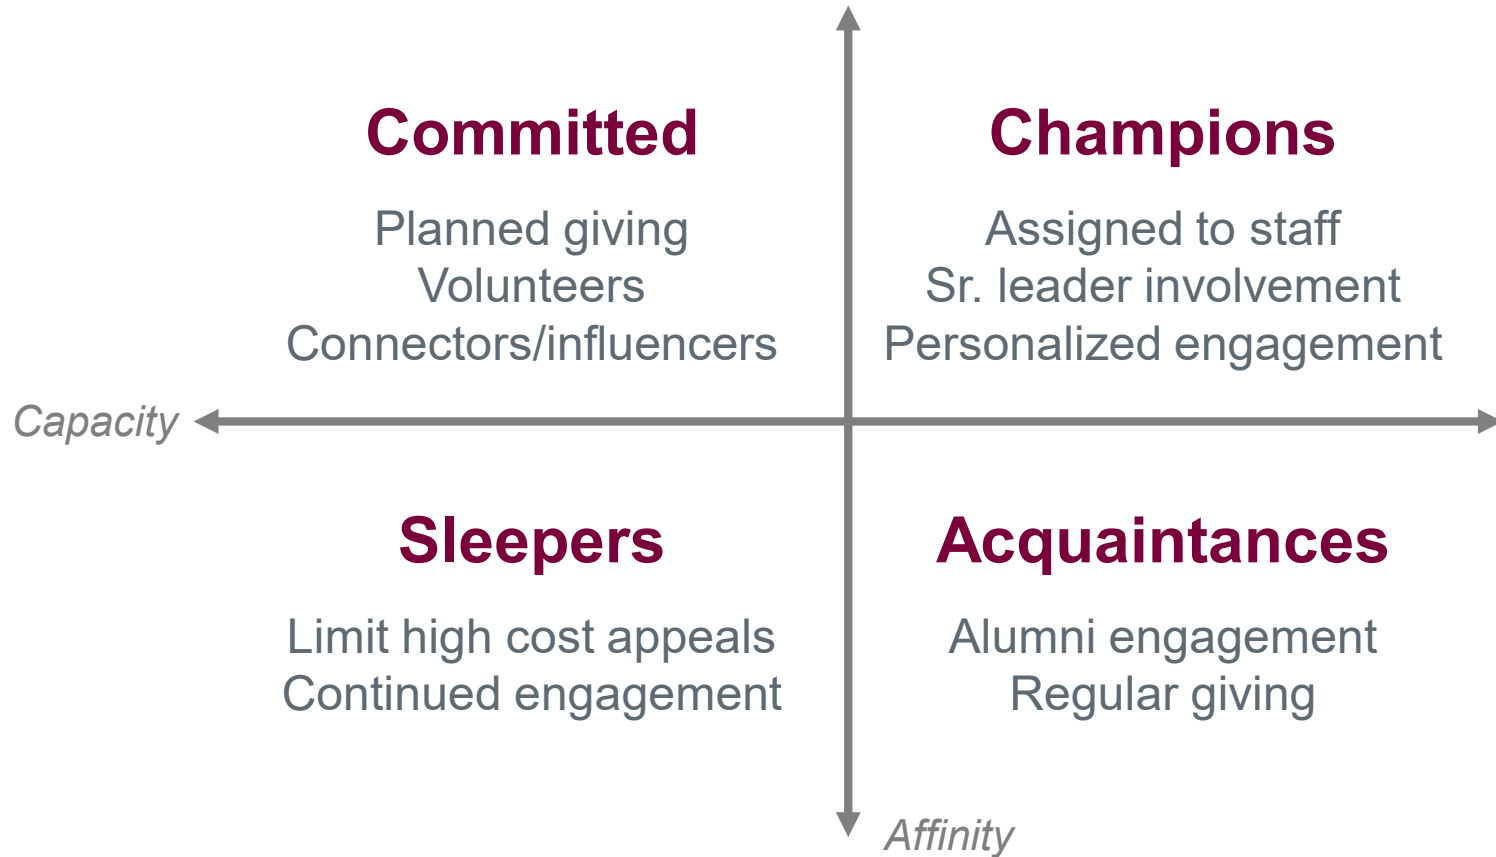 Committed
Planned giving
Volunteers
Connectors/influencers
Champions
Assigned to staff
Sr. leader involvement
Personalized engagement
Capacity
Sleepers
Limit high cost appeals
Continued engagement
Acquaintances
Alumni engagement
Regular giving
Affinity